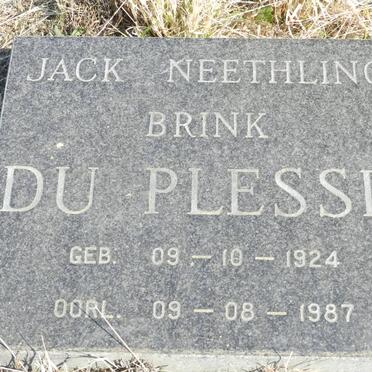 JACK NEETHLING
BRINK
DU PLESSI
GEB. 09 – 10 – 1924
OORL. 09 – 08 – 1987